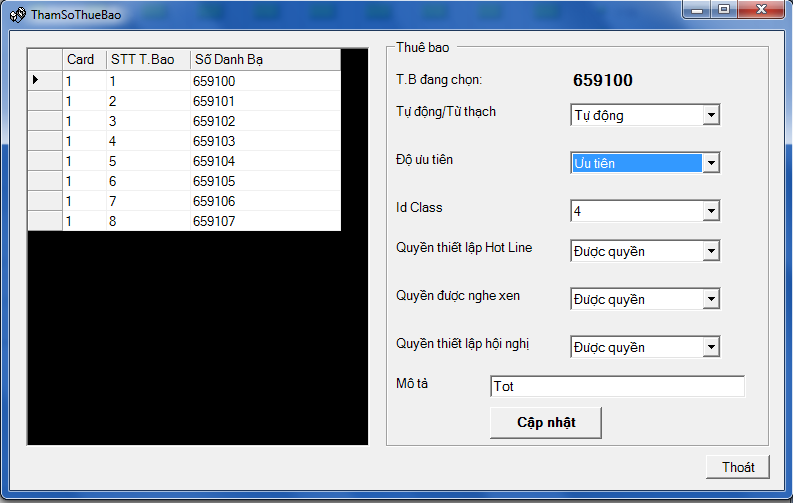 ThamSoThueBao
Card STT T.Bao Số Danh Bạ
1 1 659100
1 2 659101
1 3 659102
1 4 659103
1 5 659104
1 6 659105
1 7 659106
1 8 659107
Thuê bao
T.B đang chọn: 659100
Tự động/Từ thạch Tự động
Độ ưu tiên Ưu tiên
Id Class 4
Quyền thiết lập Hot Line Được quyền
Quyền được nghe xen Được quyền
Quyền thiết lập hội nghị Được quyền
Mô tả Tot
Cập nhật
Thoát